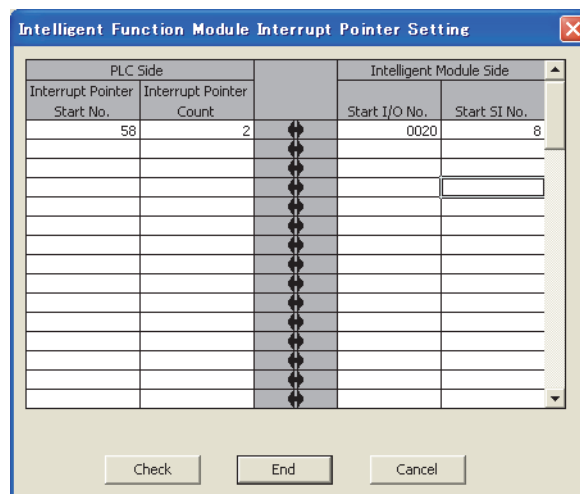 Intelligent Function Module Interrupt Pointer Setting
PLC Side
Intelligent Module Side
Interrupt Pointer Start No.
Interrupt Pointer Count
Start I/O No.
Start SI No.
58 2 0020 8
Check End Cancel